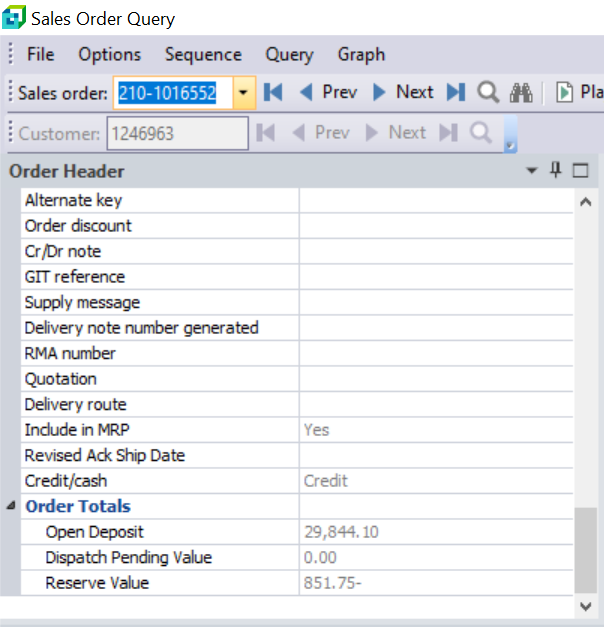 Sales Order Query
File Options Sequence Query Graph
Sales order: 210-1016552 Prev Next Pla
Customer: 1246963 Prev Next
Order Header
Alternate key
Order discount
Cr/Dr note
GIT reference
Supply message
Delivery note number generated
RMA number
Quotation
Delivery route
Include in MRP Yes
Revised Ack Ship Date
Credit/cash Credit
Order Totals
Open Deposit 29,844.10
Dispatch Pending Value 0.00
Reserve Value 851.75-